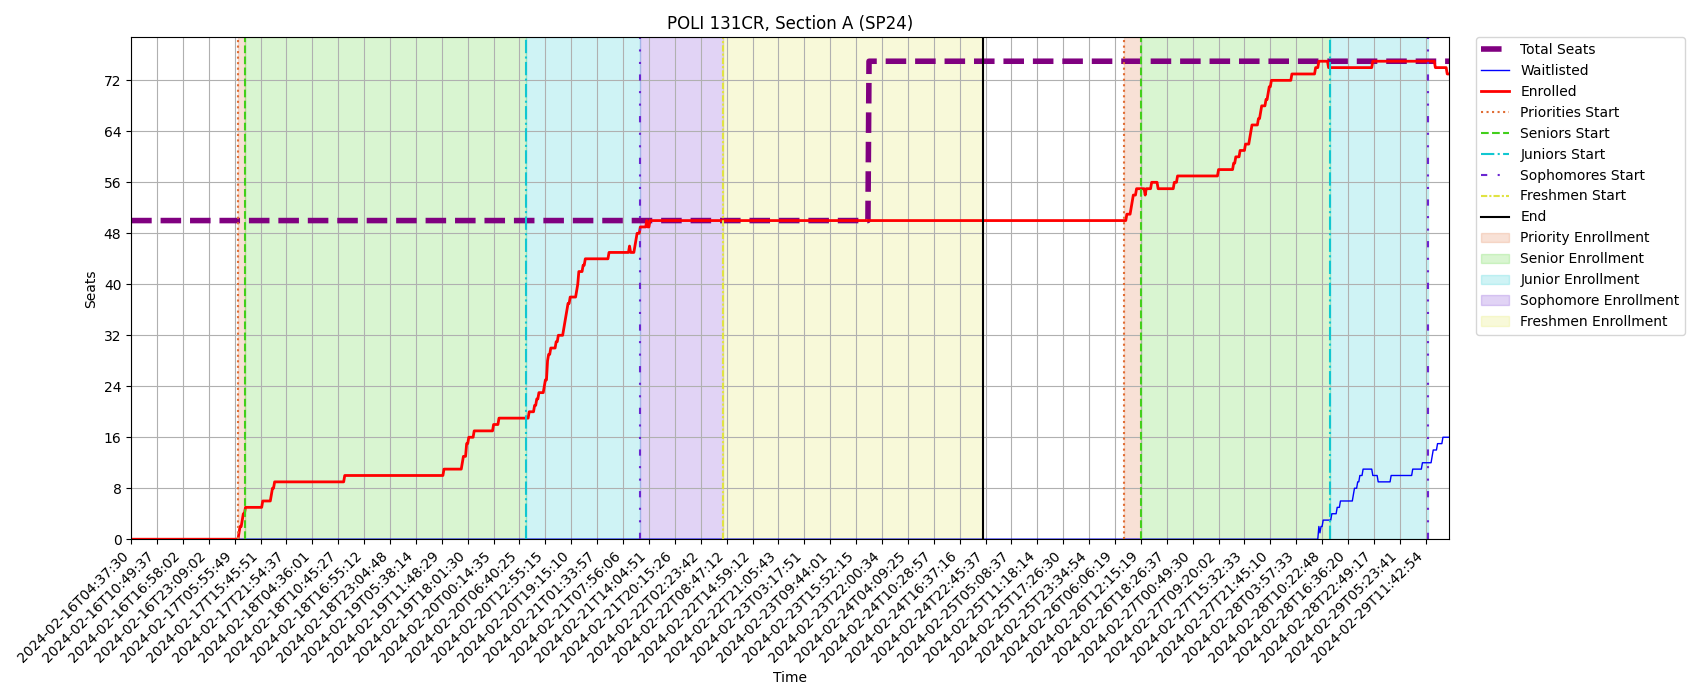 POLI 131CR, Section A (SP24)
Seats
72
64
56
48
40
32
24
16
8
0
2024-02-16T04:37:30
2024-02-16T10:49:37
2024-02-16T16:58:02
2024-02-16T23:09:02
2024-02-17T05:55:49
2024-02-17T15:45:51
2024-02-17T21:54:37
2024-02-18T04:36:01
2024-02-18T10:45:27
2024-02-18T16:55:12
2024-02-18T23:04:48
2024-02-19T05:38:14
2024-02-19T11:48:29
2024-02-19T18:01:30
2024-02-20T00:14:35
2024-02-20T06:40:25
2024-02-20T12:55:15
2024-02-20T19:15:10
2024-02-21T01:33:57
2024-02-21T07:56:06
2024-02-21T14:04:51
2024-02-21T20:15:26
2024-02-22T02:23:42
2024-02-22T08:47:12
2024-02-22T14:59:12
2024-02-22T21:05:43
2024-02-23T03:17:51
2024-02-23T09:44:01
2024-02-23T15:52:15
2024-02-23T22:00:34
2024-02-24T04:09:25
2024-02-24T10:28:57
2024-02-24T16:37:16
2024-02-24T22:45:37
2024-02-25T05:08:37
2024-02-25T11:18:14
2024-02-25T17:26:30
2024-02-25T23:34:54
2024-02-26T06:06:19
2024-02-26T12:15:19
2024-02-26T18:26:37
2024-02-27T00:49:30
2024-02-27T09:20:02
2024-02-27T15:32:33
2024-02-27T21:45:10
2024-02-28T03:57:33
2024-02-28T10:22:48
2024-02-28T16:36:20
2024-02-28T22:49:17
2024-02-29T05:23:41
2024-02-29T11:42:54
Time
Total Seats
Waitlisted
Enrolled
Priorities Start
Seniors Start
Juniors Start
Sophomores Start
Freshmen Start
End
Priority Enrollment
Senior Enrollment
Junior Enrollment
Sophomore Enrollment
Freshmen Enrollment